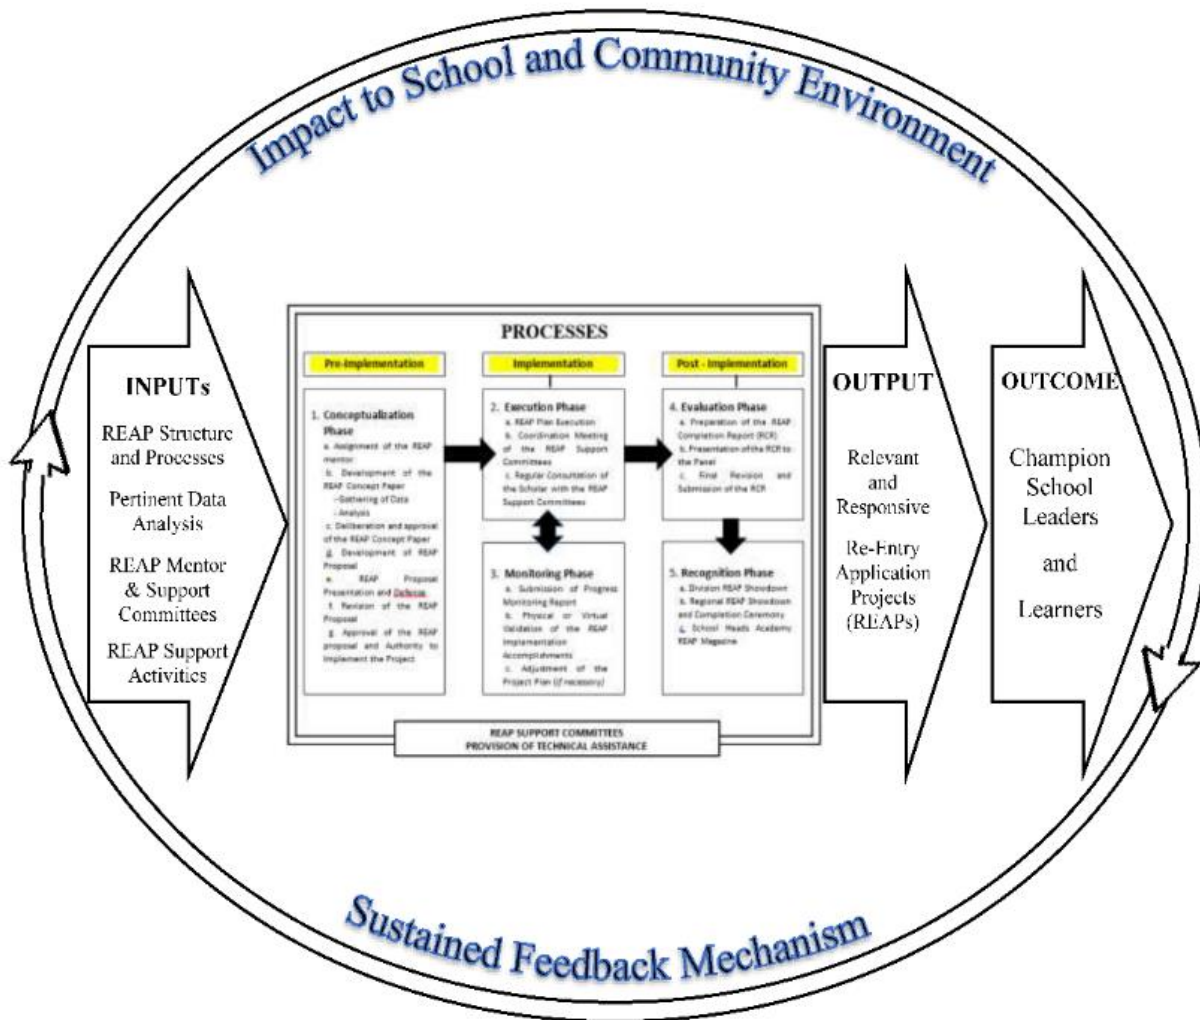 Impact to School and Community Environment
INPUTs
REAP Structure
and Processes
Pertinent Data
Analysis
REAP Mentor
& Support
Committees
REAP Support
Activities
PROCESSES
Pre-Implementation
1. Conceptualization
Phase
a. Assignment of the REAP
mentor
b. Development of the
REAP Concept Paper
-Gathering of Data
- Analysis
c. Deliberation and approval
of the REAP Concept Paper
Development of REAP
Proposal
e. REAP Proposal
Presentation and Defense
f. Revision of the REAP
Proposal
g. Approval of the REAP
proposal and Authority to
Implement the Project
Implementation
2. Execution Phase
a. REAP Plan Execution
b. Coordination Meeting
of the REAP Support
Committees
c. Regular Consultation of
the Scholar with the REAP
Support Committees
3. Monitoring Phase
a. Submission of Progress
Monitoring Report
b. Physical or Virtual
Validation of the REAP
Implementation
Accomplishments
c. Adjustment of the
Project Plan (if necessary)
Post - Implementation
4. Evaluation Phase
a. Preparation of the REAP
Completion Report (RCR)
b. Presentation of the RCR to
the Panel
c. Final Revision and
Submission of the RCR
5. Recognition Phase
a. Division REAP Showdown
b. Regional REAP Showdown
and Completion Ceremony
School Heads Academy
REAP Magazine
REAP SUPPORT COMMITTEES
PROVISION OF TECHNICAL ASSISTANCE
OUTPUT
Relevant
and
Responsive
Re-Entry
Application
Projects
(REAPs)
OUTCOME
Champion
School
Leaders
and
Learners
Sustained Feedback Mechanism